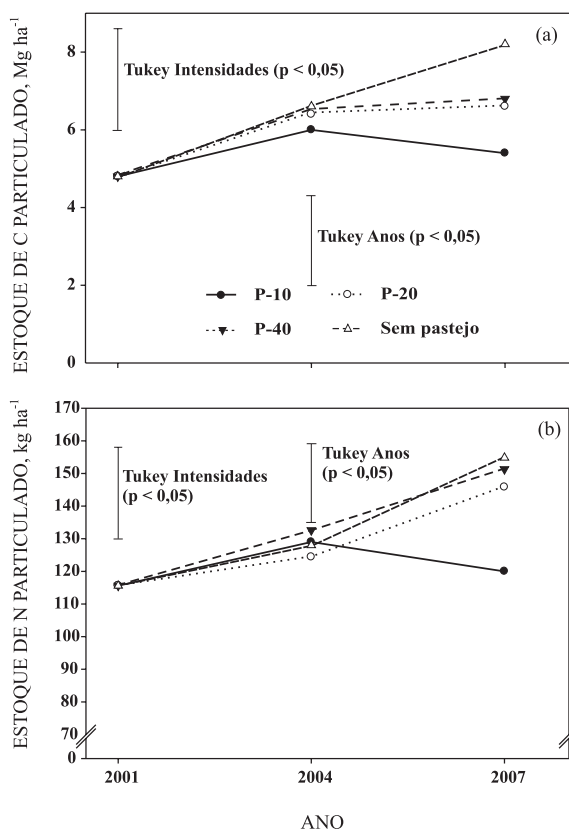 (a)
ESTOQUE DE C PARTICULADO, Mg ha⁻¹
8
6
4
2
0
Tukey Intensidades (p < 0,05)
Tukey Anos (p < 0,05)
P-10
P-20
P-40
Sem pastejo
(b)
ESTOQUE DE N PARTICULADO, kg ha⁻¹
170
160
150
140
130
120
110
100
90
80
70
0
Tukey Intensidades
(p < 0,05)
Tukey Anos
(p < 0,05)
2001
2004
2007
ANO